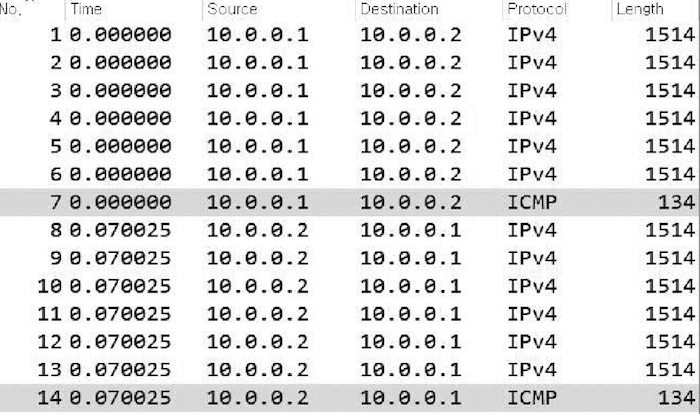 No. Time Source Destination Protocol Length
1 0.000000 10.0.0.1 10.0.0.2 IPv4 1514
2 0.000000 10.0.0.1 10.0.0.2 IPv4 1514
3 0.000000 10.0.0.1 10.0.0.2 IPv4 1514
4 0.000000 10.0.0.1 10.0.0.2 IPv4 1514
5 0.000000 10.0.0.1 10.0.0.2 IPv4 1514
6 0.000000 10.0.0.1 10.0.0.2 IPv4 1514
7 0.000000 10.0.0.1 10.0.0.2 ICMP 134
8 0.070025 10.0.0.2 10.0.0.1 IPv4 1514
9 0.070025 10.0.0.2 10.0.0.1 IPv4 1514
10 0.070025 10.0.0.2 10.0.0.1 IPv4 1514
11 0.070025 10.0.0.2 10.0.0.1 IPv4 1514
12 0.070025 10.0.0.2 10.0.0.1 IPv4 1514
13 0.070025 10.0.0.2 10.0.0.1 IPv4 1514
14 0.070025 10.0.0.2 10.0.0.1 ICMP 134